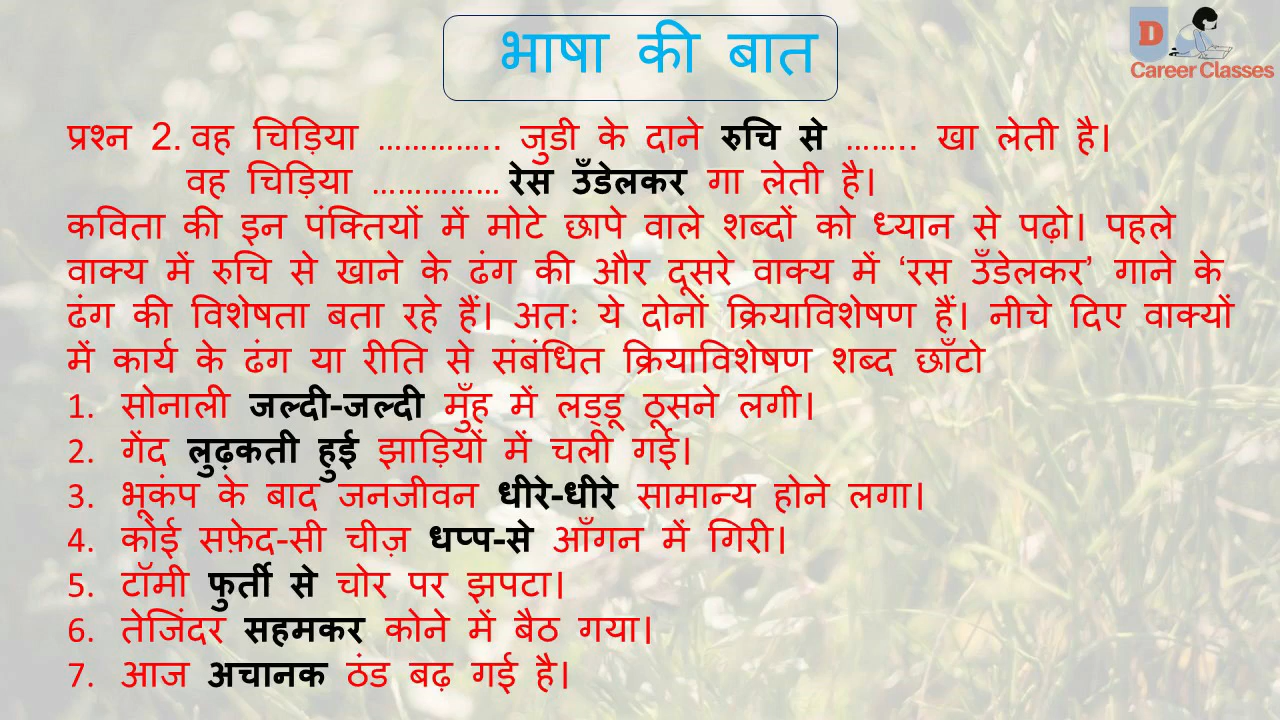 भाषा की बात
D
Career Classes
प्रश्न 2. वह चिड़िया ………….. जुडी के दाने रुचि से …….. खा लेती है।
वह चिड़िया …………… रेस उँडेलकर गा लेती है।
कविता की इन पंक्तियों में मोटे छापे वाले शब्दों को ध्यान से पढ़ो। पहले
वाक्य में रुचि से खाने के ढंग की और दूसरे वाक्य में ‘रस उँडेलकर’ गाने के
ढंग की विशेषता बता रहे हैं। अतः ये दोनों क्रियाविशेषण हैं। नीचे दिए वाक्यों
में कार्य के ढंग या रीति से संबंधित क्रियाविशेषण शब्द छाँटो
1. सोनाली जल्दी-जल्दी मुँह में लड्डू ठूसने लगी।
2. गेंद लुढ़कती हुई झाड़ियों में चली गई।
3. भूकंप के बाद जनजीवन धीरे-धीरे सामान्य होने लगा।
4. कोई सफ़ेद-सी चीज़ धप्प-से आँगन में गिरी।
5. टॉमी फुर्ती से चोर पर झपटा।
6. तेजिंदर सहमकर कोने में बैठ गया।
7. आज अचानक ठंड बढ़ गई है।